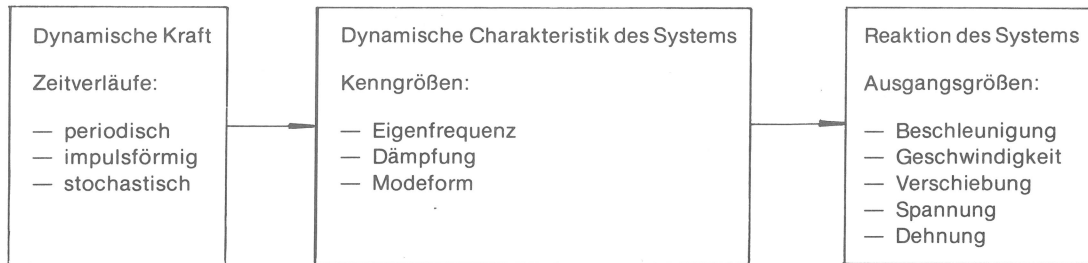 Dynamische Kraft
Zeitverläufe:
— periodisch
— impulsförmig
— stochastisch
Dynamische Charakteristik des Systems
Kenngrößen:
— Eigenfrequenz
— Dämpfung
— Modeform
Reaktion des Systems
Ausgangsgrößen:
— Beschleunigung
— Geschwindigkeit
— Verschiebung
— Spannung
— Dehnung